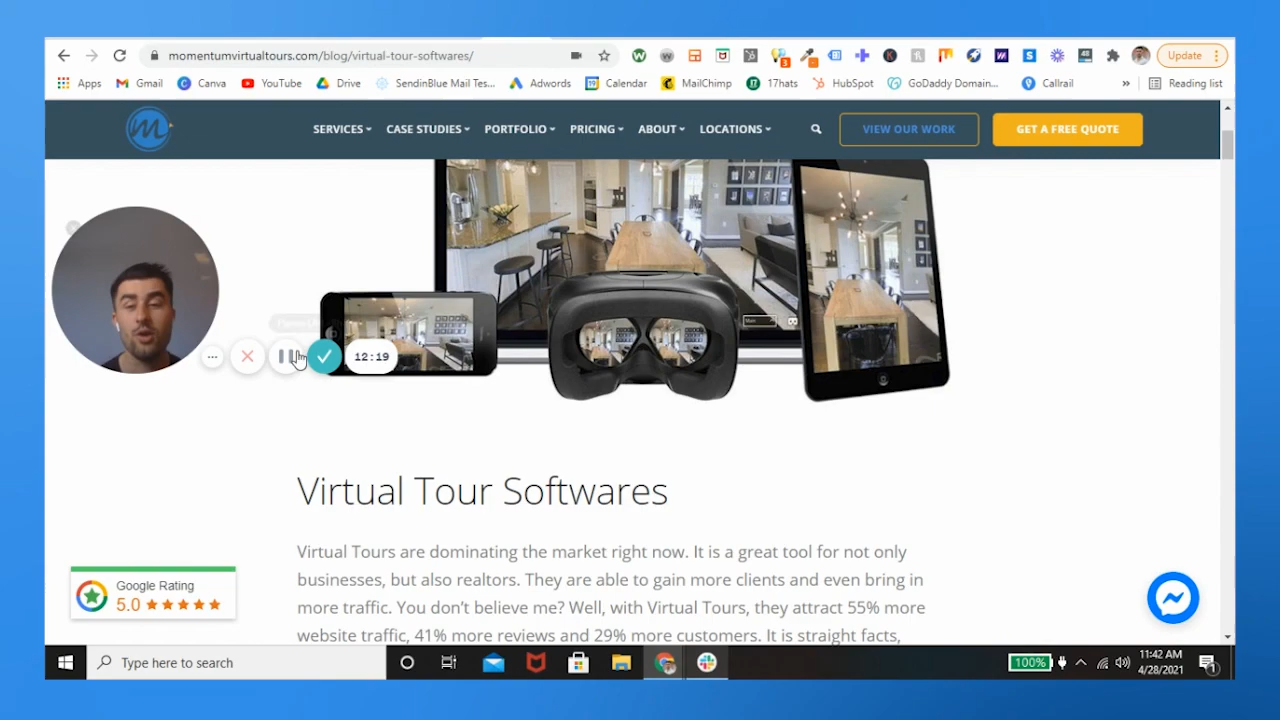 momentumvirtualtours.com/blog/virtual-tour-softwares/
Update
Apps
Gmail
Canva
YouTube
Drive
SendinBlue Mail Tes...
Adwords
Calendar
MailChimp
17hats
HubSpot
GoDaddy Domain...
Callrail
»
Reading list
SERVICES
CASE STUDIES
PORTFOLIO
PRICING
ABOUT
LOCATIONS
VIEW OUR WORK
GET A FREE QUOTE
12:19
Virtual Tour Softwares
Virtual Tours are dominating the market right now. It is a great tool for not only
businesses, but also realtors. They are able to gain more clients and even bring in
more traffic. You don’t believe me? Well, with Virtual Tours, they attract 55% more
website traffic, 41% more reviews and 29% more customers. It is straight facts,
Google Rating
5.0
Type here to search
100%
11:42 AM
4/28/2021